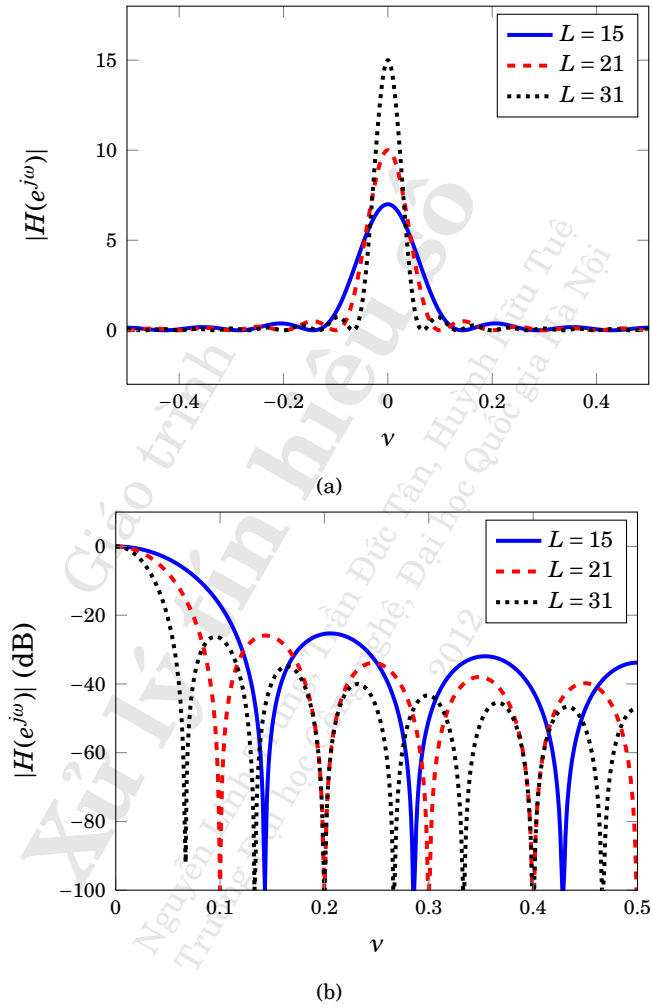 15
10
5
0
|H(e^{jω})|
L = 15
L = 21
L = 31
−0.4 −0.2 0 0.2 0.4
ν
(a)
0
−20
−40
−60
−80
−100
|H(e^{jω})| (dB)
L = 15
L = 21
L = 31
0 0.1 0.2 0.3 0.4 0.5
ν
(b)
Giáo trình
Xử lý tín hiệu số
Nguyễn Linh Trung, Trần Đức Tân, Huỳnh Hữu Tuệ
Trường Đại học Công nghệ, Đại học Quốc gia Hà Nội
2012